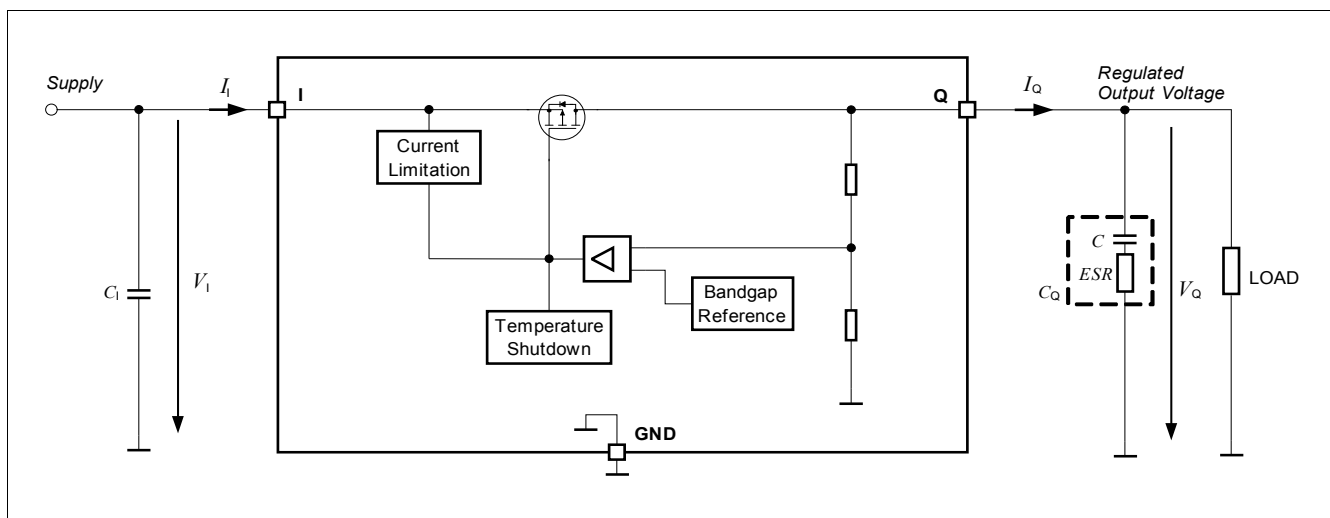 Supply
I_I
I
Q
I_Q
Regulated
Output Voltage
Current
Limitation
C_I
V_I
Bandgap
Reference
Temperature
Shutdown
C
ESR
C_Q
V_Q
LOAD
GND